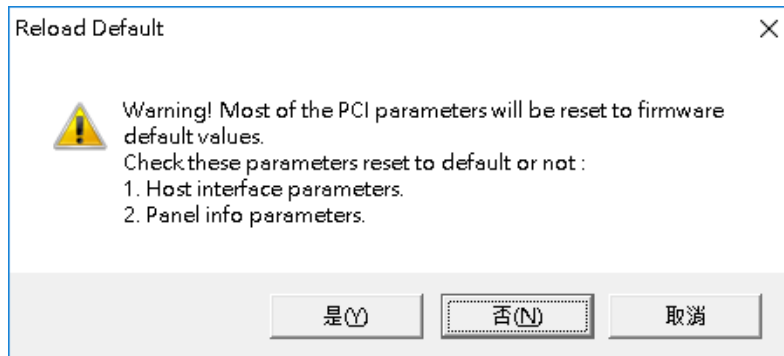 Reload Default
Warning! Most of the PCI parameters will be reset to firmware
default values.
Check these parameters reset to default or not :
1. Host interface parameters.
2. Panel info parameters.
是(Y)
否(N)
取消